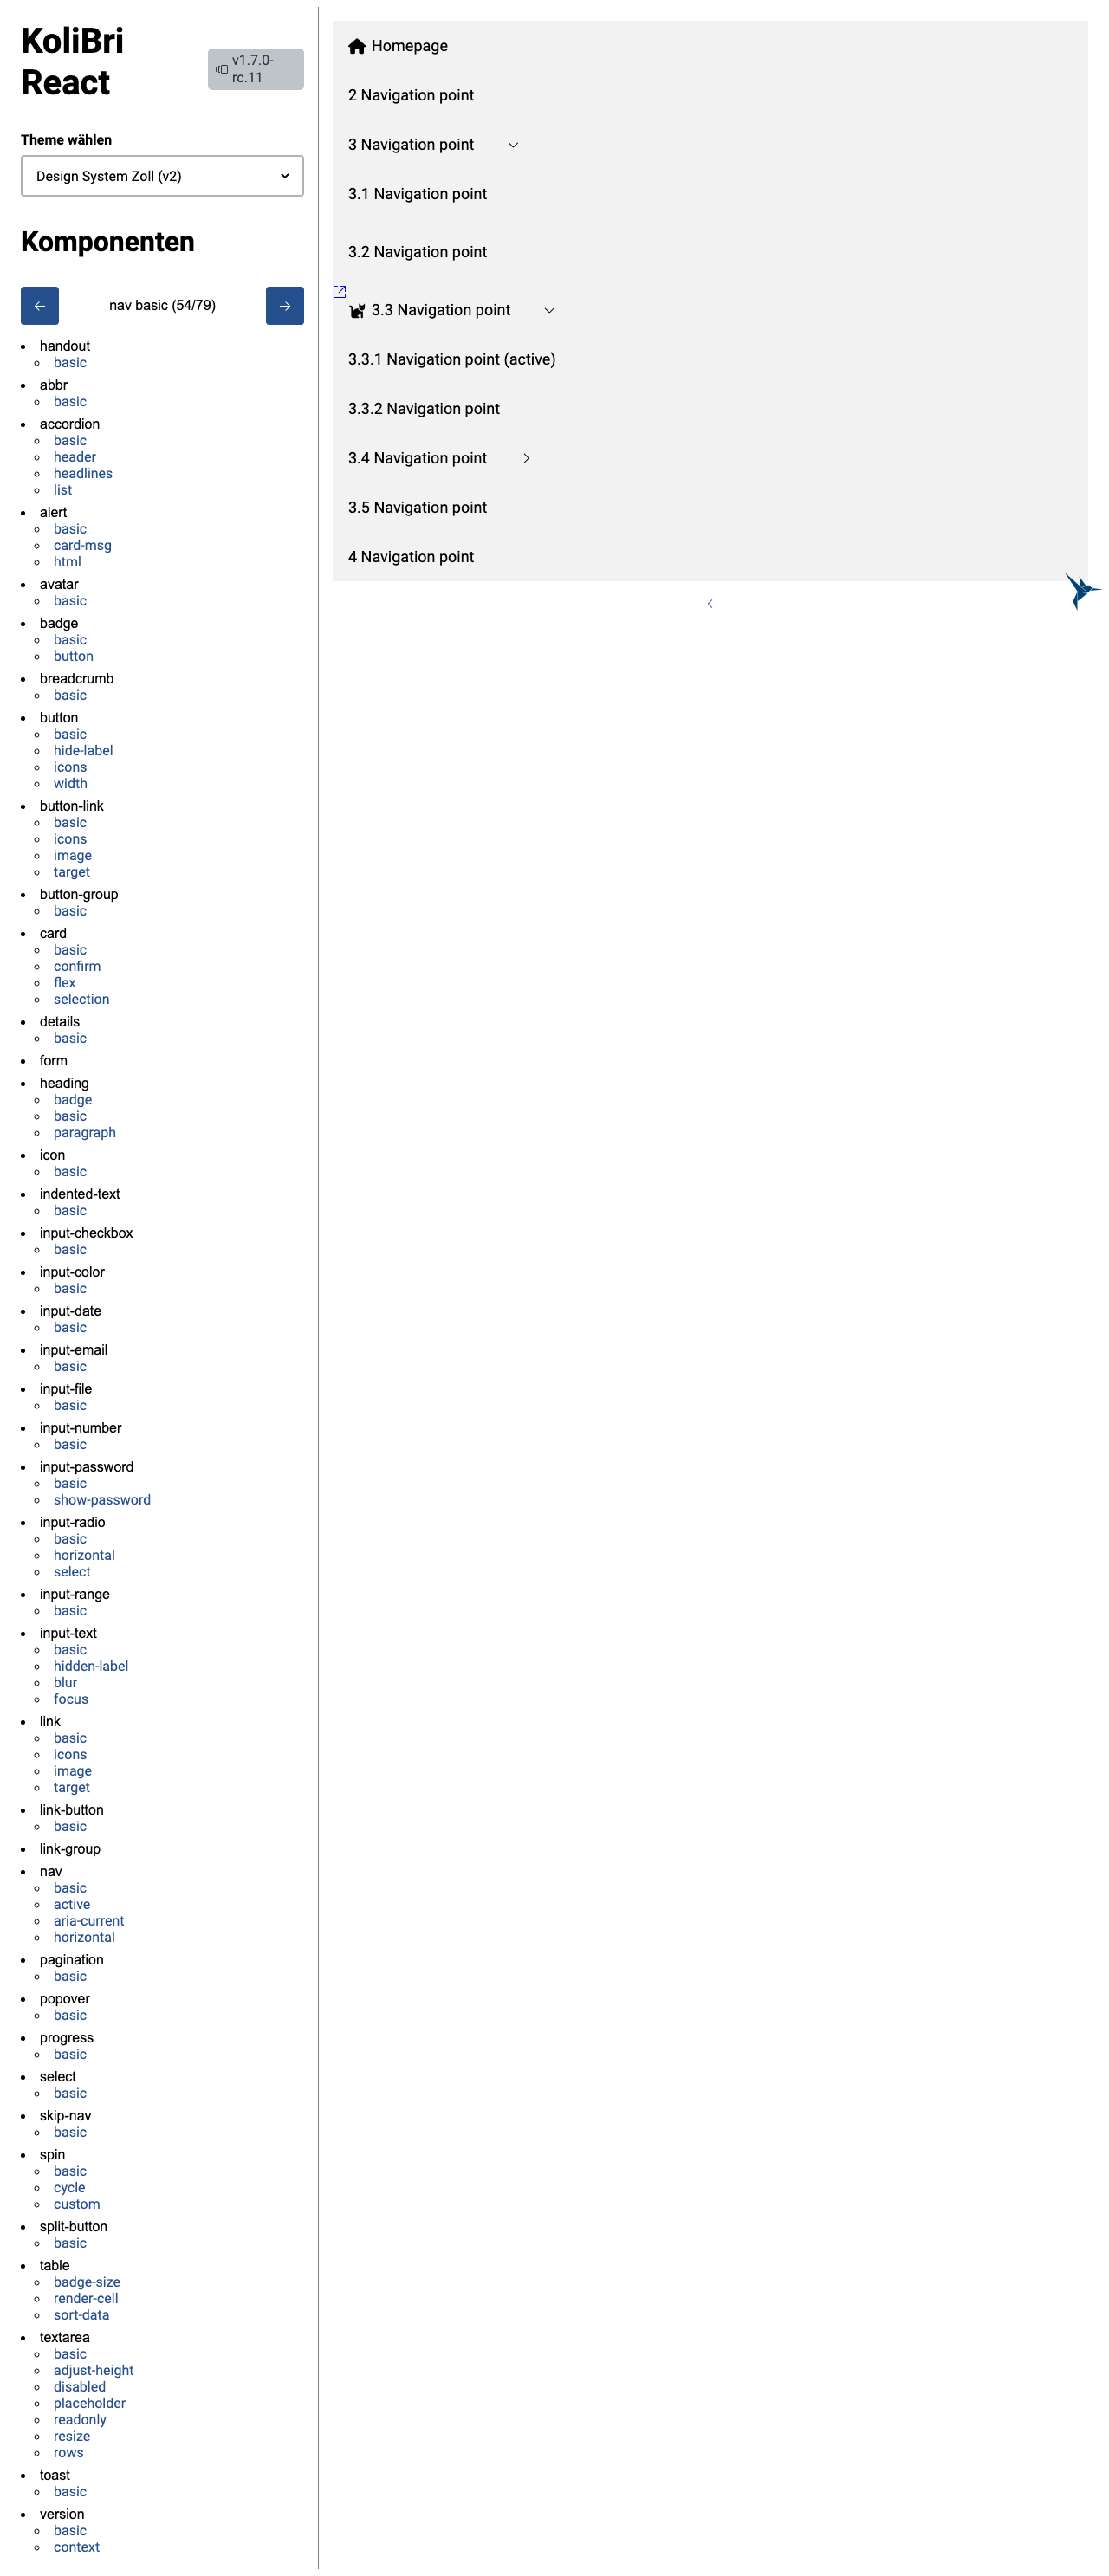 KoliBri
React
v1.7.0-
rc.11
Theme wählen
Design System Zoll (v2)
Komponenten
nav basic (54/79)
handout
basic
abbr
basic
accordion
basic
header
headlines
list
alert
basic
card-msg
html
avatar
basic
badge
basic
button
breadcrumb
basic
button
basic
hide-label
icons
width
button-link
basic
icons
image
target
button-group
basic
card
basic
confirm
flex
selection
details
basic
form
heading
badge
basic
paragraph
icon
basic
indented-text
basic
input-checkbox
basic
input-color
basic
input-date
basic
input-email
basic
input-file
basic
input-number
basic
input-password
basic
show-password
input-radio
basic
horizontal
select
input-range
basic
input-text
basic
hidden-label
blur
focus
link
basic
icons
image
target
link-button
basic
link-group
nav
basic
active
aria-current
horizontal
pagination
basic
popover
basic
progress
basic
select
basic
skip-nav
basic
spin
basic
cycle
custom
split-button
basic
table
badge-size
render-cell
sort-data
textarea
basic
adjust-height
disabled
placeholder
readonly
resize
rows
toast
basic
version
basic
context
Homepage
2 Navigation point
3 Navigation point
3.1 Navigation point
3.2 Navigation point
3.3 Navigation point
3.3.1 Navigation point (active)
3.3.2 Navigation point
3.4 Navigation point
3.5 Navigation point
4 Navigation point